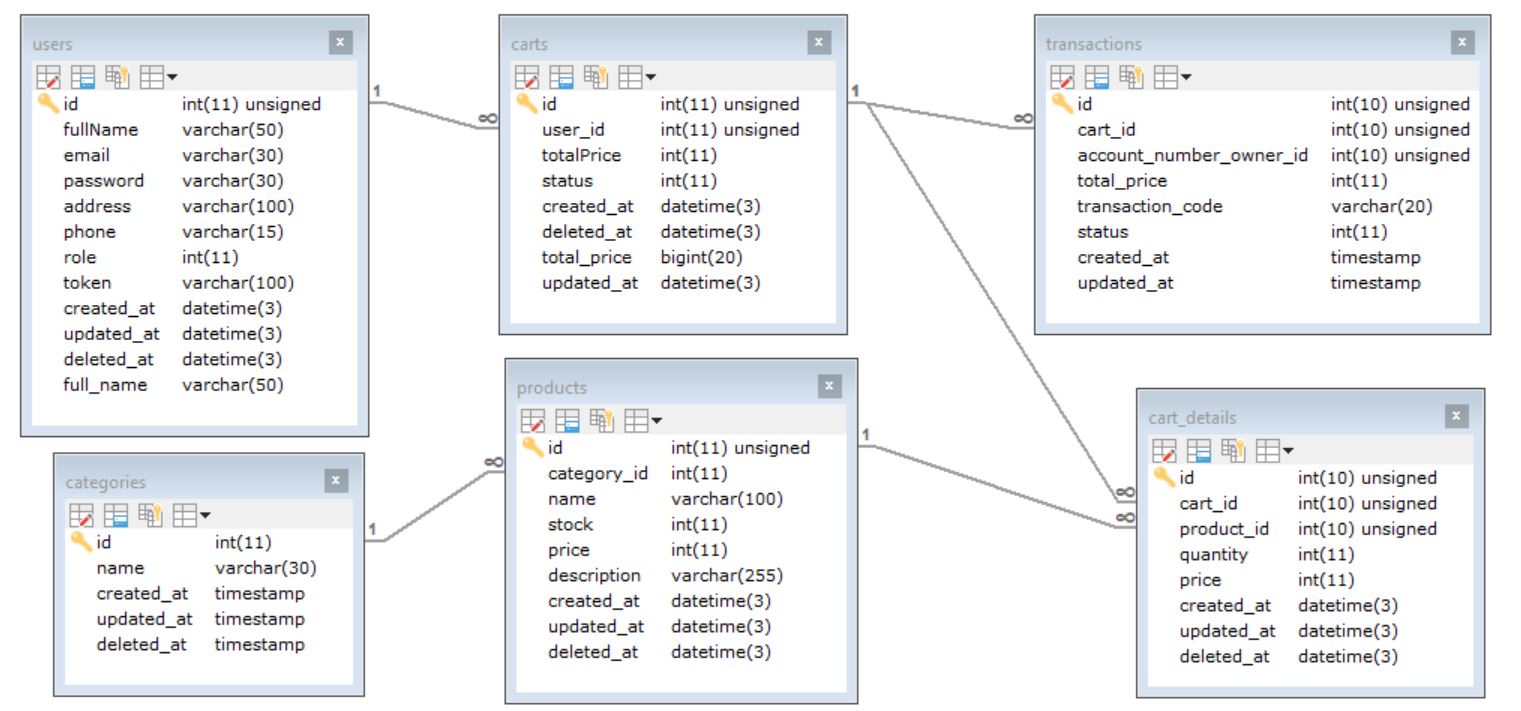 users
id int(11) unsigned
fullName varchar(50)
email varchar(30)
password varchar(30)
address varchar(100)
phone varchar(15)
role int(11)
token varchar(100)
created_at datetime(3)
updated_at datetime(3)
deleted_at datetime(3)
full_name varchar(50)
1
∞
carts
id int(11) unsigned
user_id int(11) unsigned
totalPrice int(11)
status int(11)
created_at datetime(3)
deleted_at datetime(3)
total_price bigint(20)
updated_at datetime(3)
1
∞
transactions
id int(10) unsigned
cart_id int(10) unsigned
account_number_owner_id int(10) unsigned
total_price int(11)
transaction_code varchar(20)
status int(11)
created_at timestamp
updated_at timestamp
categories
id int(11)
name varchar(30)
created_at timestamp
updated_at timestamp
deleted_at timestamp
1
∞
products
id int(11) unsigned
category_id int(11)
name varchar(100)
stock int(11)
price int(11)
description varchar(255)
created_at datetime(3)
updated_at datetime(3)
deleted_at datetime(3)
1
∞
∞
cart_details
id int(10) unsigned
cart_id int(10) unsigned
product_id int(10) unsigned
quantity int(11)
price int(11)
created_at datetime(3)
updated_at datetime(3)
deleted_at datetime(3)